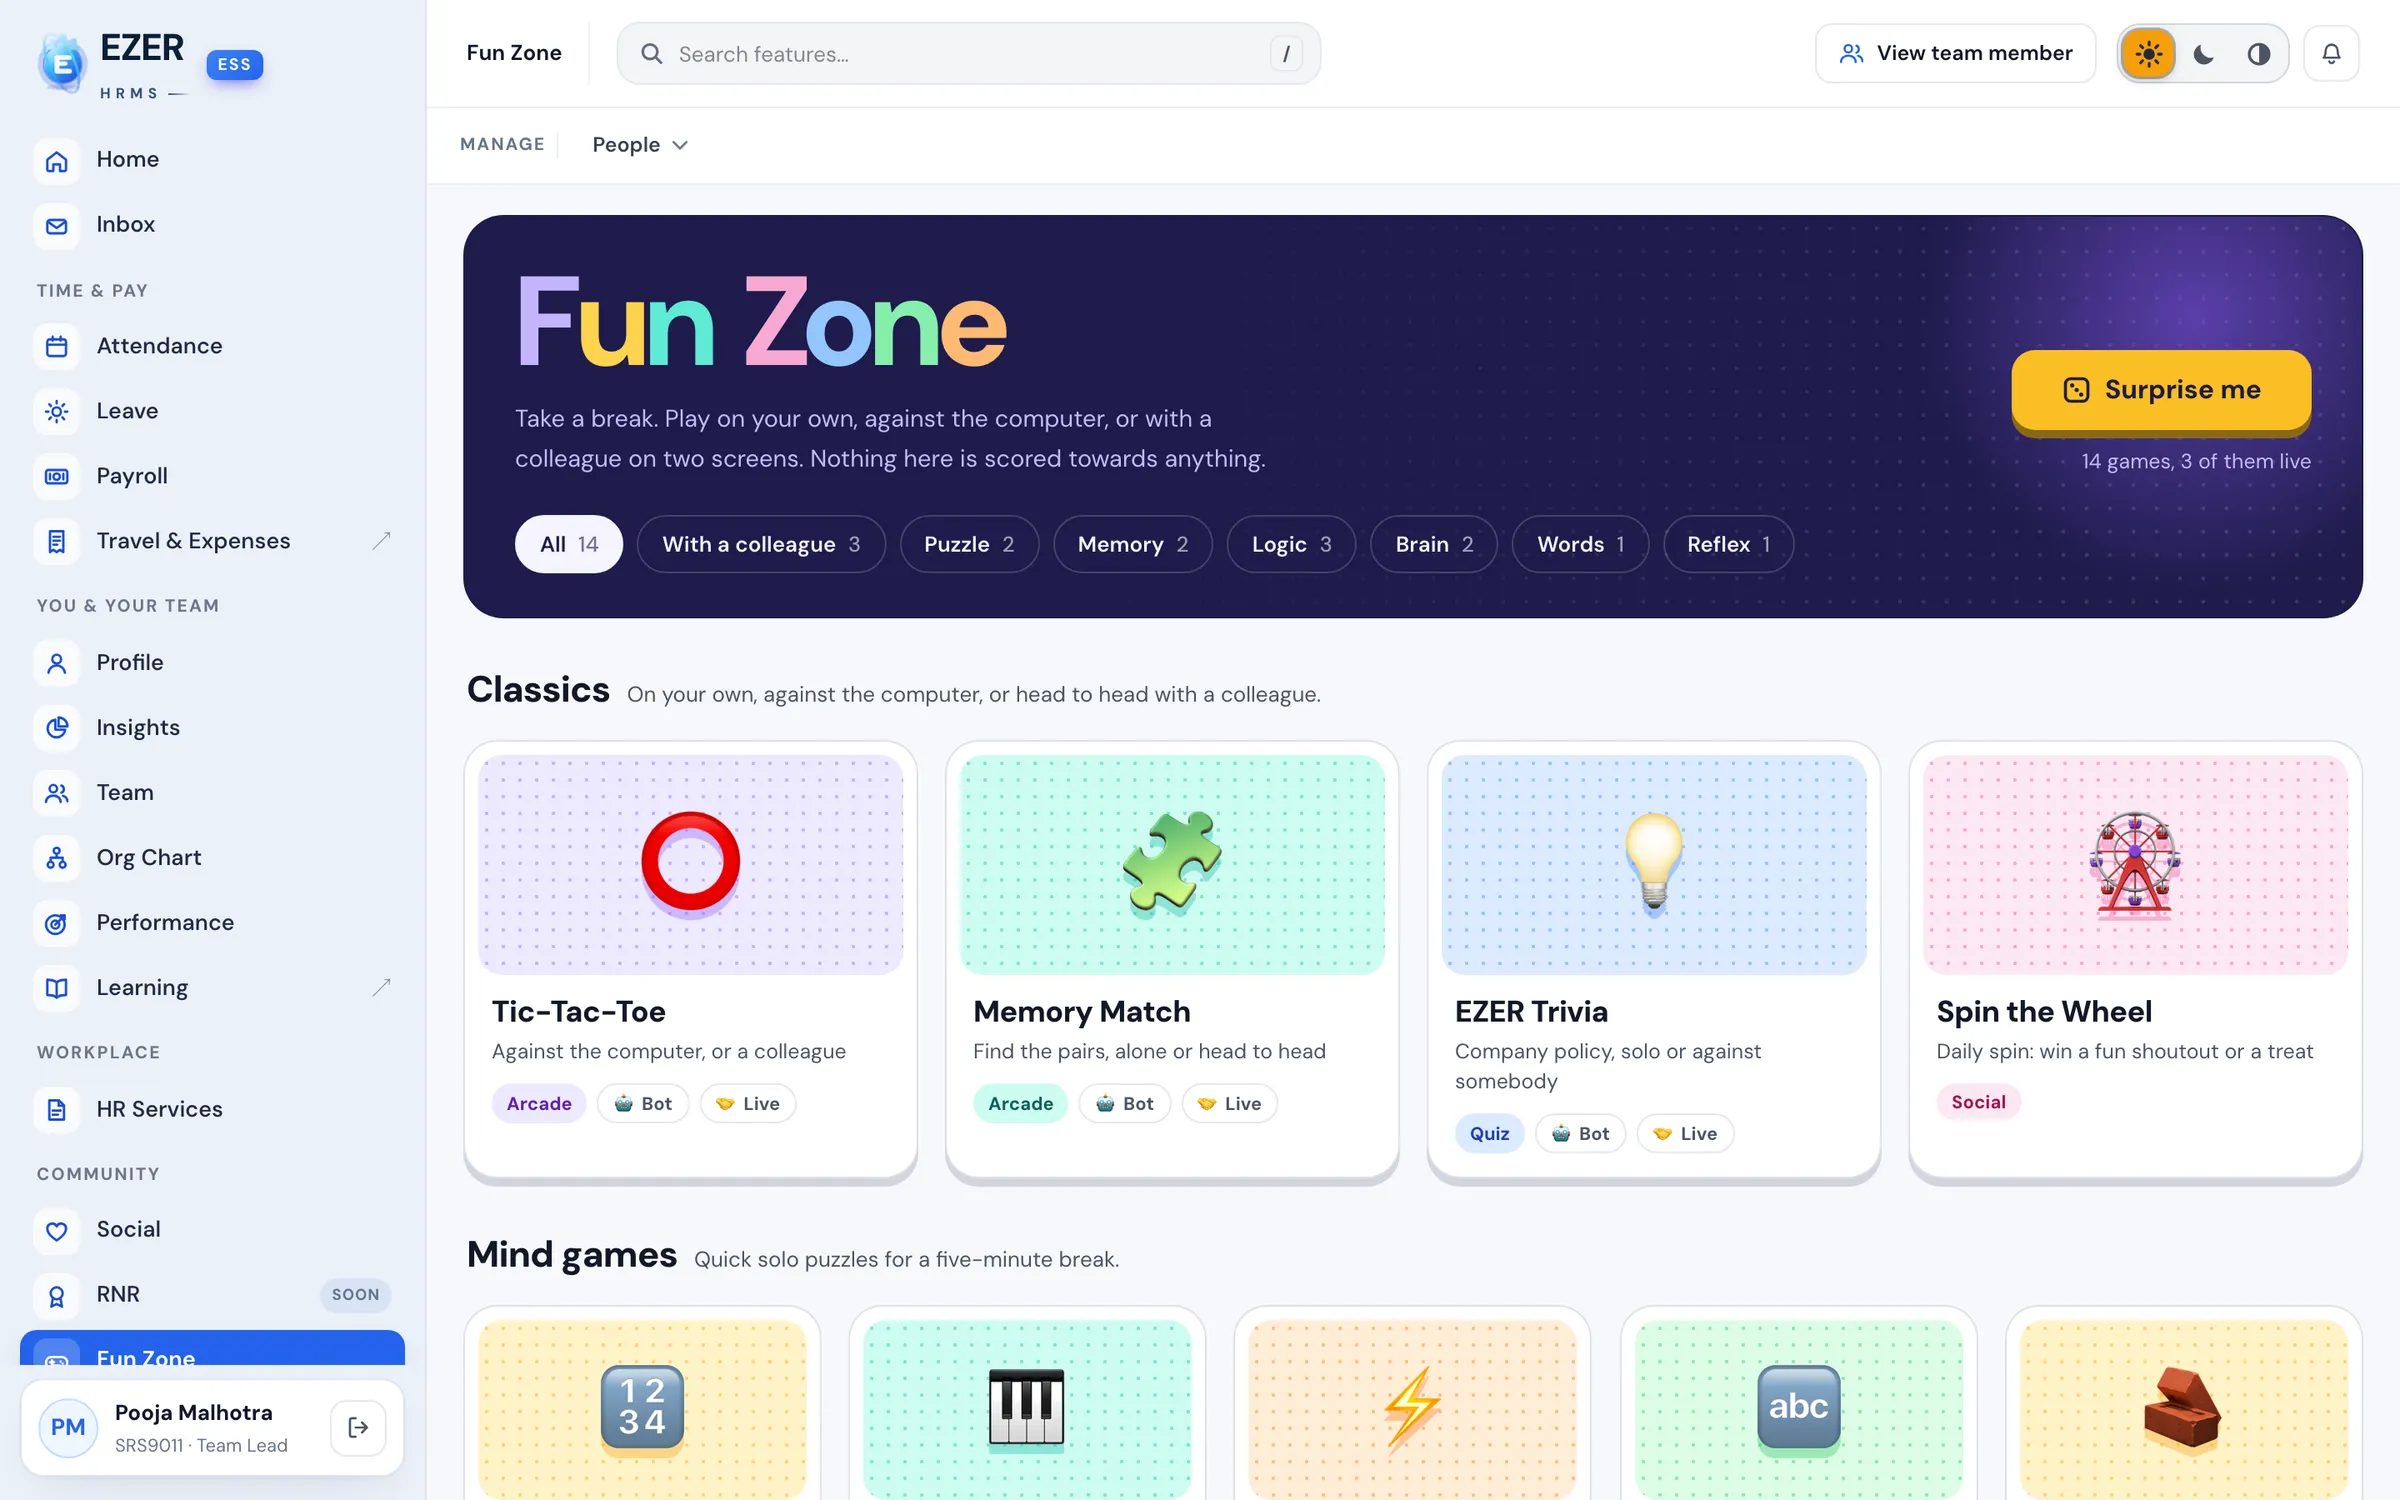 EZER
HRMS
ESS
Home
Inbox
TIME & PAY
Attendance
Leave
Payroll
Travel & Expenses
YOU & YOUR TEAM
Profile
Insights
Team
Org Chart
Performance
Learning
WORKPLACE
HR Services
COMMUNITY
Social
RNR SOON
Fun Zone
PM
Pooja Malhotra
SRS9011 · Team Lead
Fun Zone
Search features...
/
View team member
MANAGE
People
Fun Zone
Take a break. Play on your own, against the computer, or with a
colleague on two screens. Nothing here is scored towards anything.
Surprise me
14 games, 3 of them live
All 14
With a colleague 3
Puzzle 2
Memory 2
Logic 3
Brain 2
Words 1
Reflex 1
Classics
On your own, against the computer, or head to head with a colleague.
Tic-Tac-Toe
Against the computer, or a colleague
Arcade Bot Live
Memory Match
Find the pairs, alone or head to head
Arcade Bot Live
EZER Trivia
Company policy, solo or against
somebody
Quiz Bot Live
Spin the Wheel
Daily spin: win a fun shoutout or a treat
Social
Mind games
Quick solo puzzles for a five-minute break.
12
34
abc